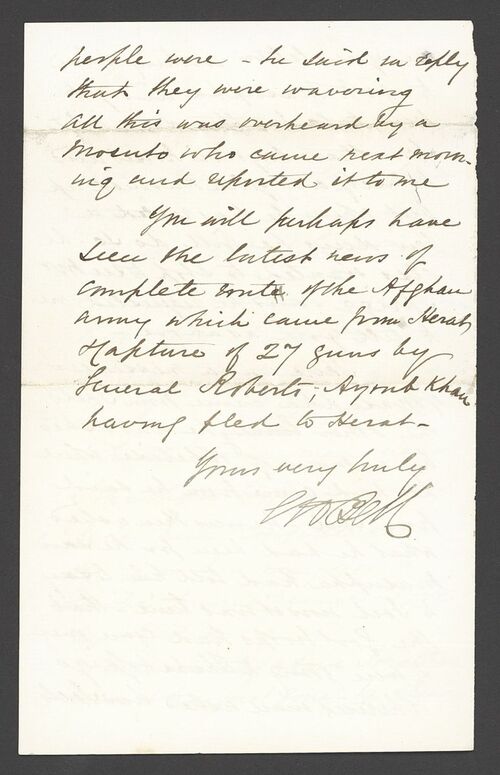 people were - he said in reply
that they were wavering
all this was overheard by a
Mosuto who came next morn-
ing and reported it to me
You will perhaps have
seen the latest news of
complete route of the Afghan
army which came from Herat
& capture of 27 guns by
General Roberts, Ayoub Khan
having fled to Herat -
Yours very truly
Bell